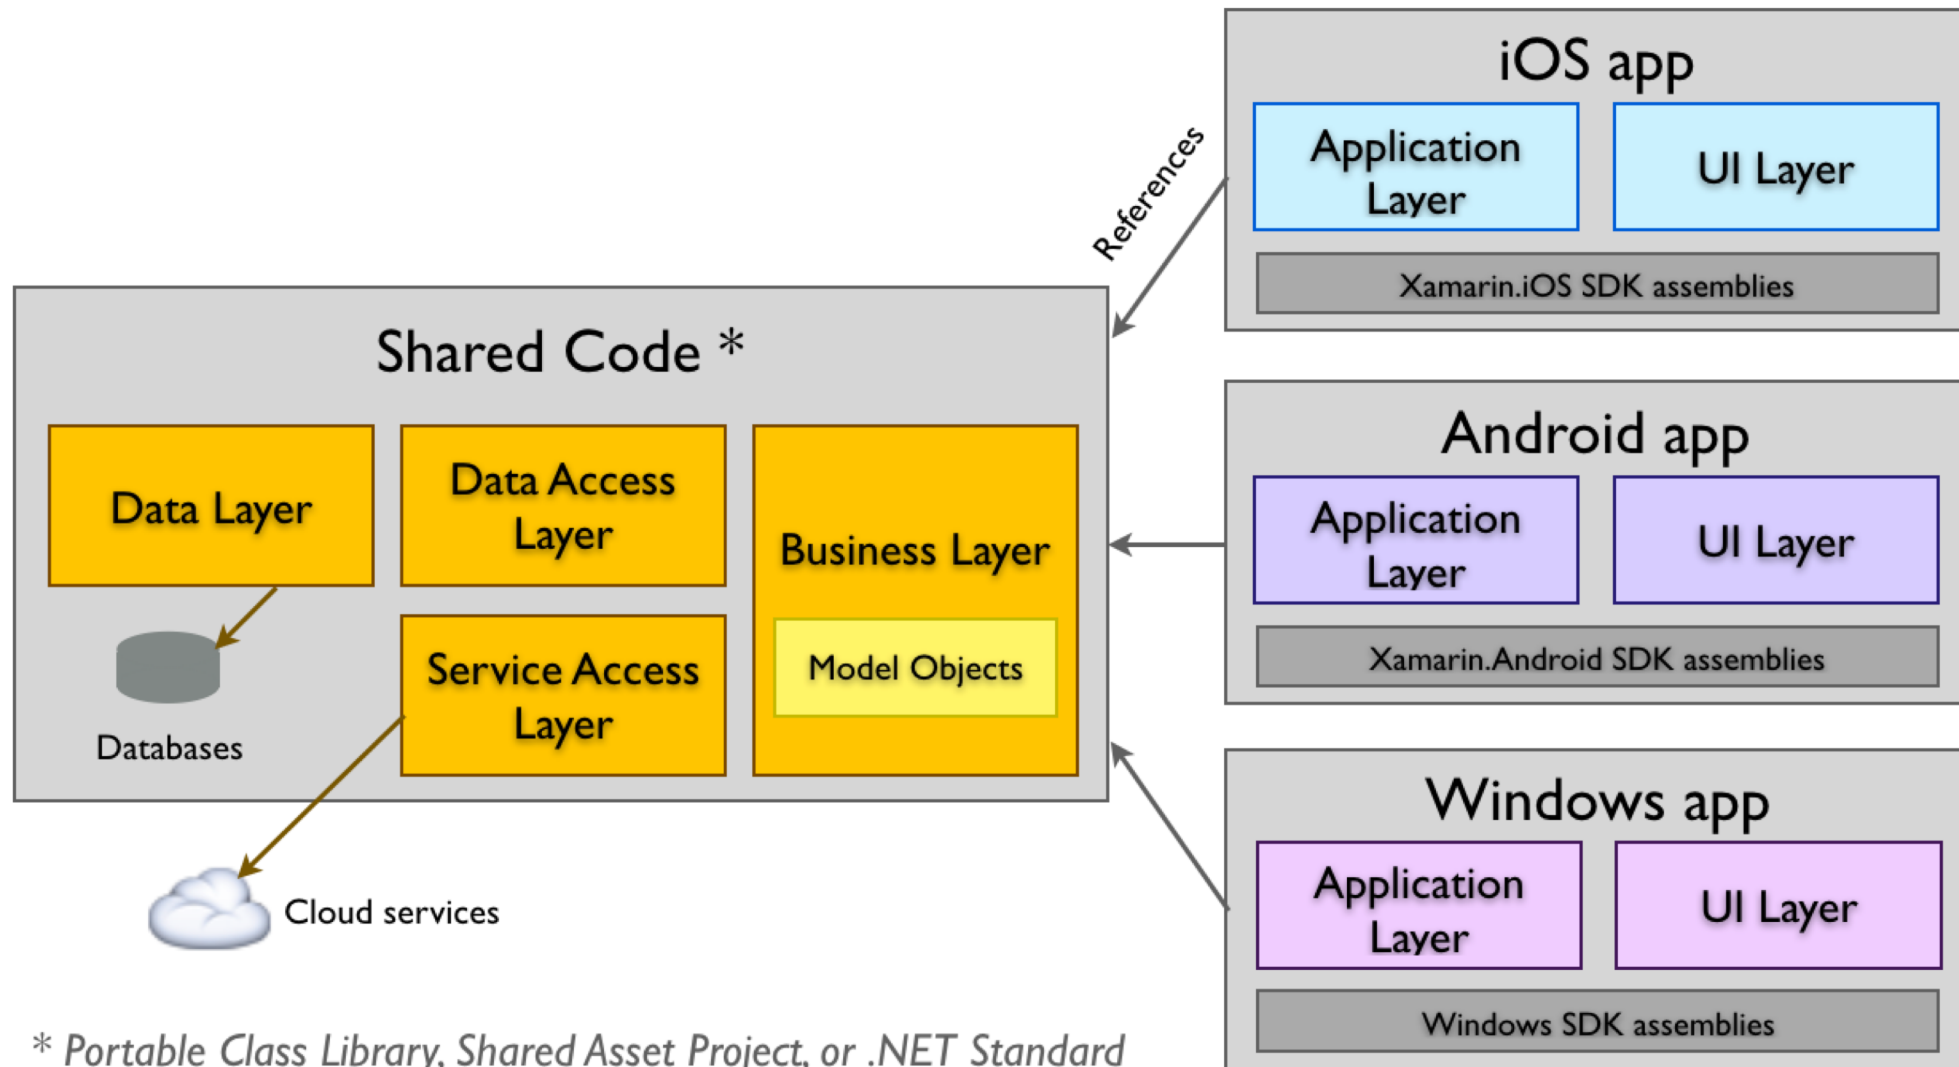 iOS app
Application
Layer
UI Layer
Xamarin.iOS SDK assemblies
References
Shared Code *
Data Layer
Data Access
Layer
Business Layer
Service Access
Layer
Model Objects
Databases
Cloud services
Android app
Application
Layer
UI Layer
Xamarin.Android SDK assemblies
Windows app
Application
Layer
UI Layer
Windows SDK assemblies
* Portable Class Library, Shared Asset Project, or .NET Standard